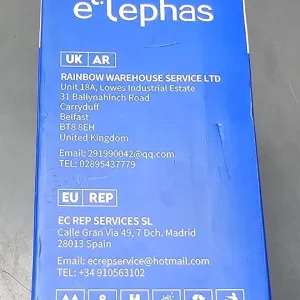 elephas
UK AR
RAINBOW WAREHOUSE SERVICE LTD
Unit 18A, Lowes Industrial Estate
31 Ballynahinch Road
Carryduff
Belfast
BT8 8EH
United Kingdom
Email: 291990042@qq.com
TEL: 02895437779
EU REP
EC REP SERVICES SL
Calle Gran Via 49, 7 Dch. Madrid
28013 Spain
Email: ecrepservice@hotmail.com
TEL: +34 910563102